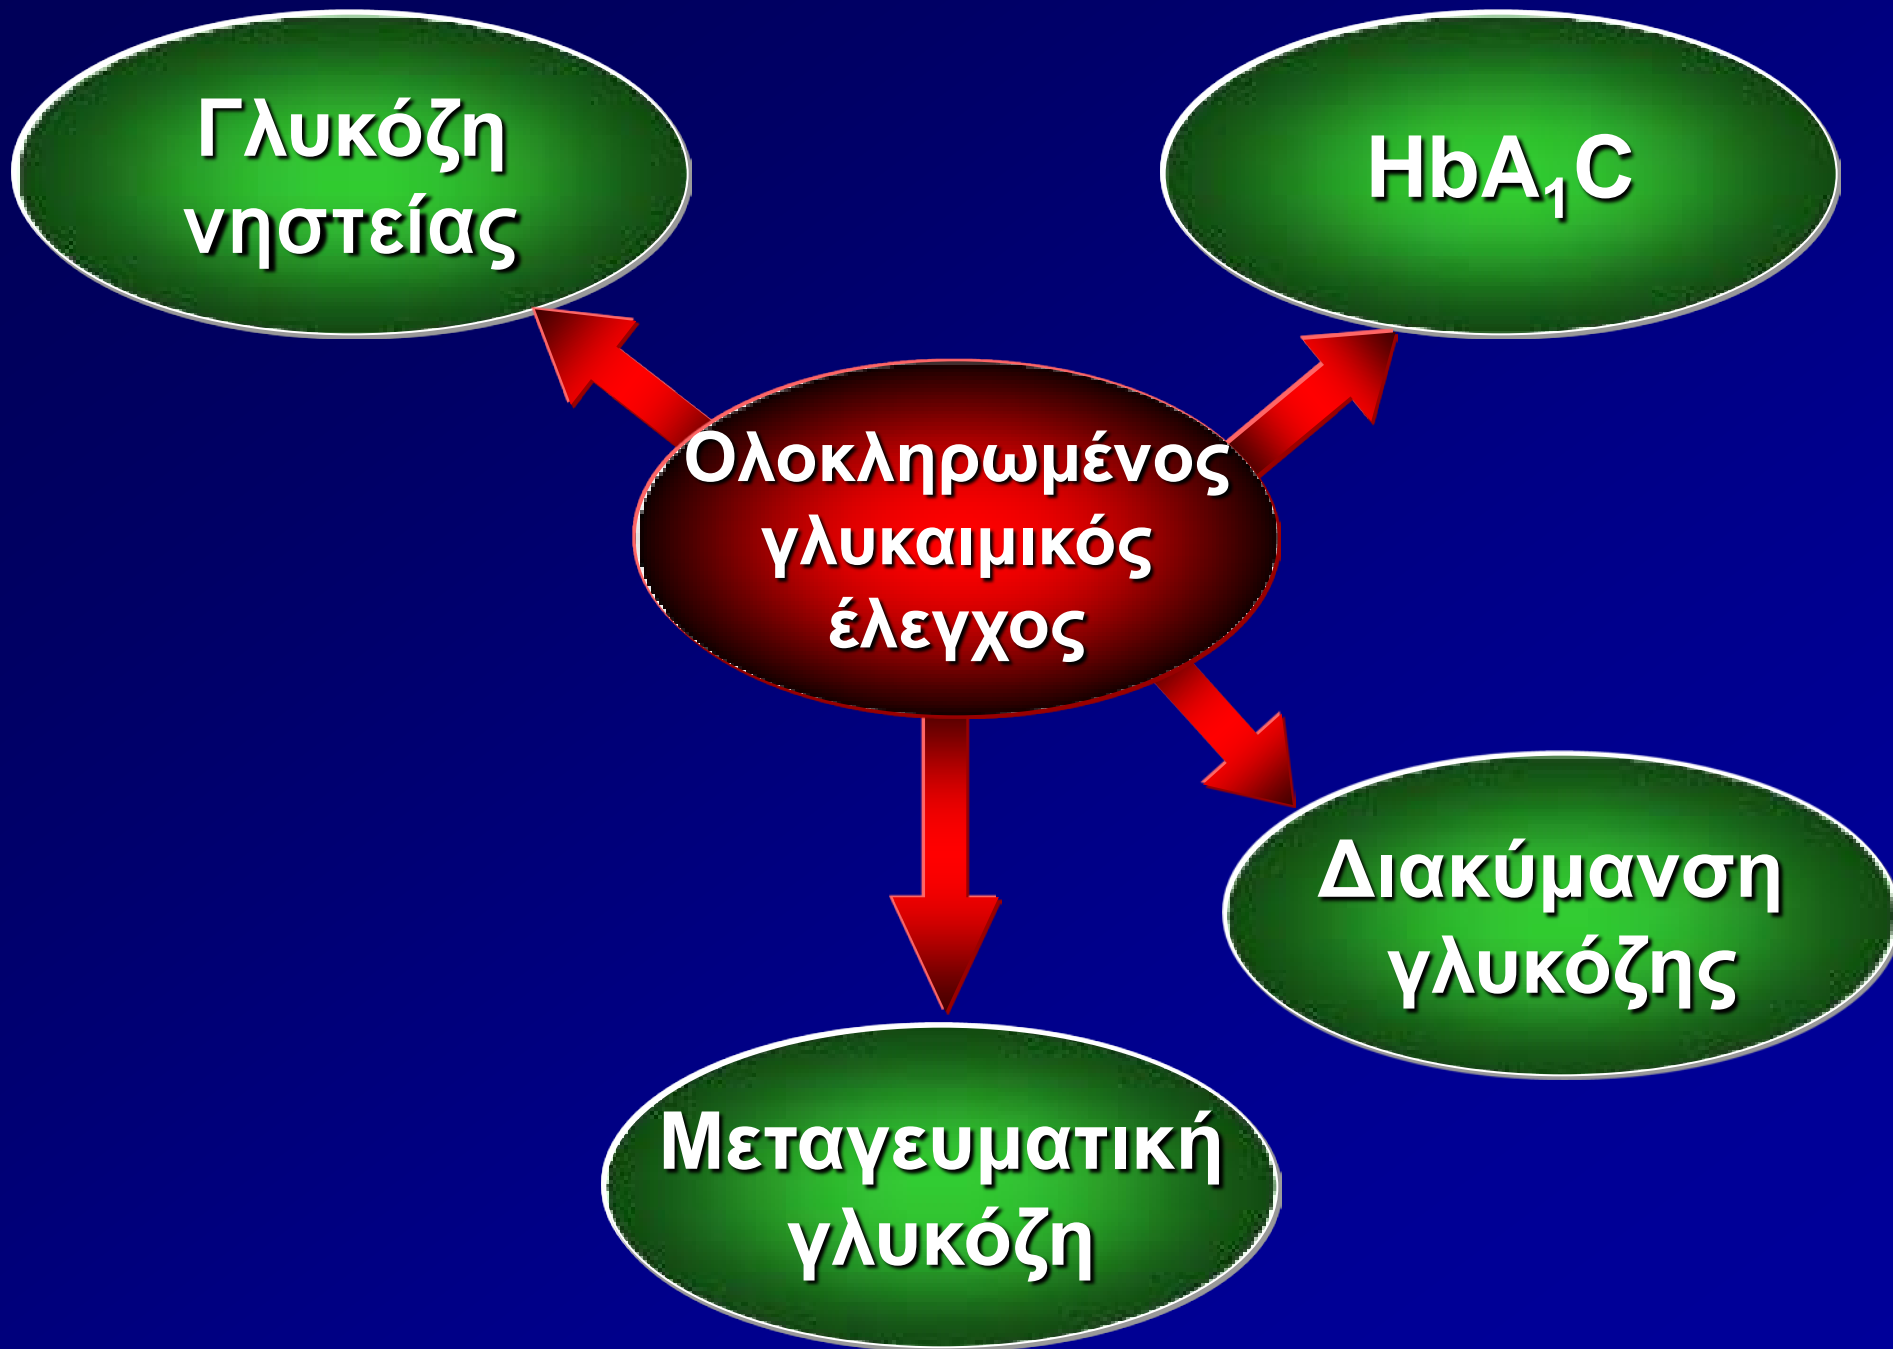 Γλυκόζη
νηστείας
HbA₁C
Ολοκληρωμένος
γλυκαιμικός
έλεγχος
Διακύμανση
γλυκόζης
Μεταγευματική
γλυκόζη